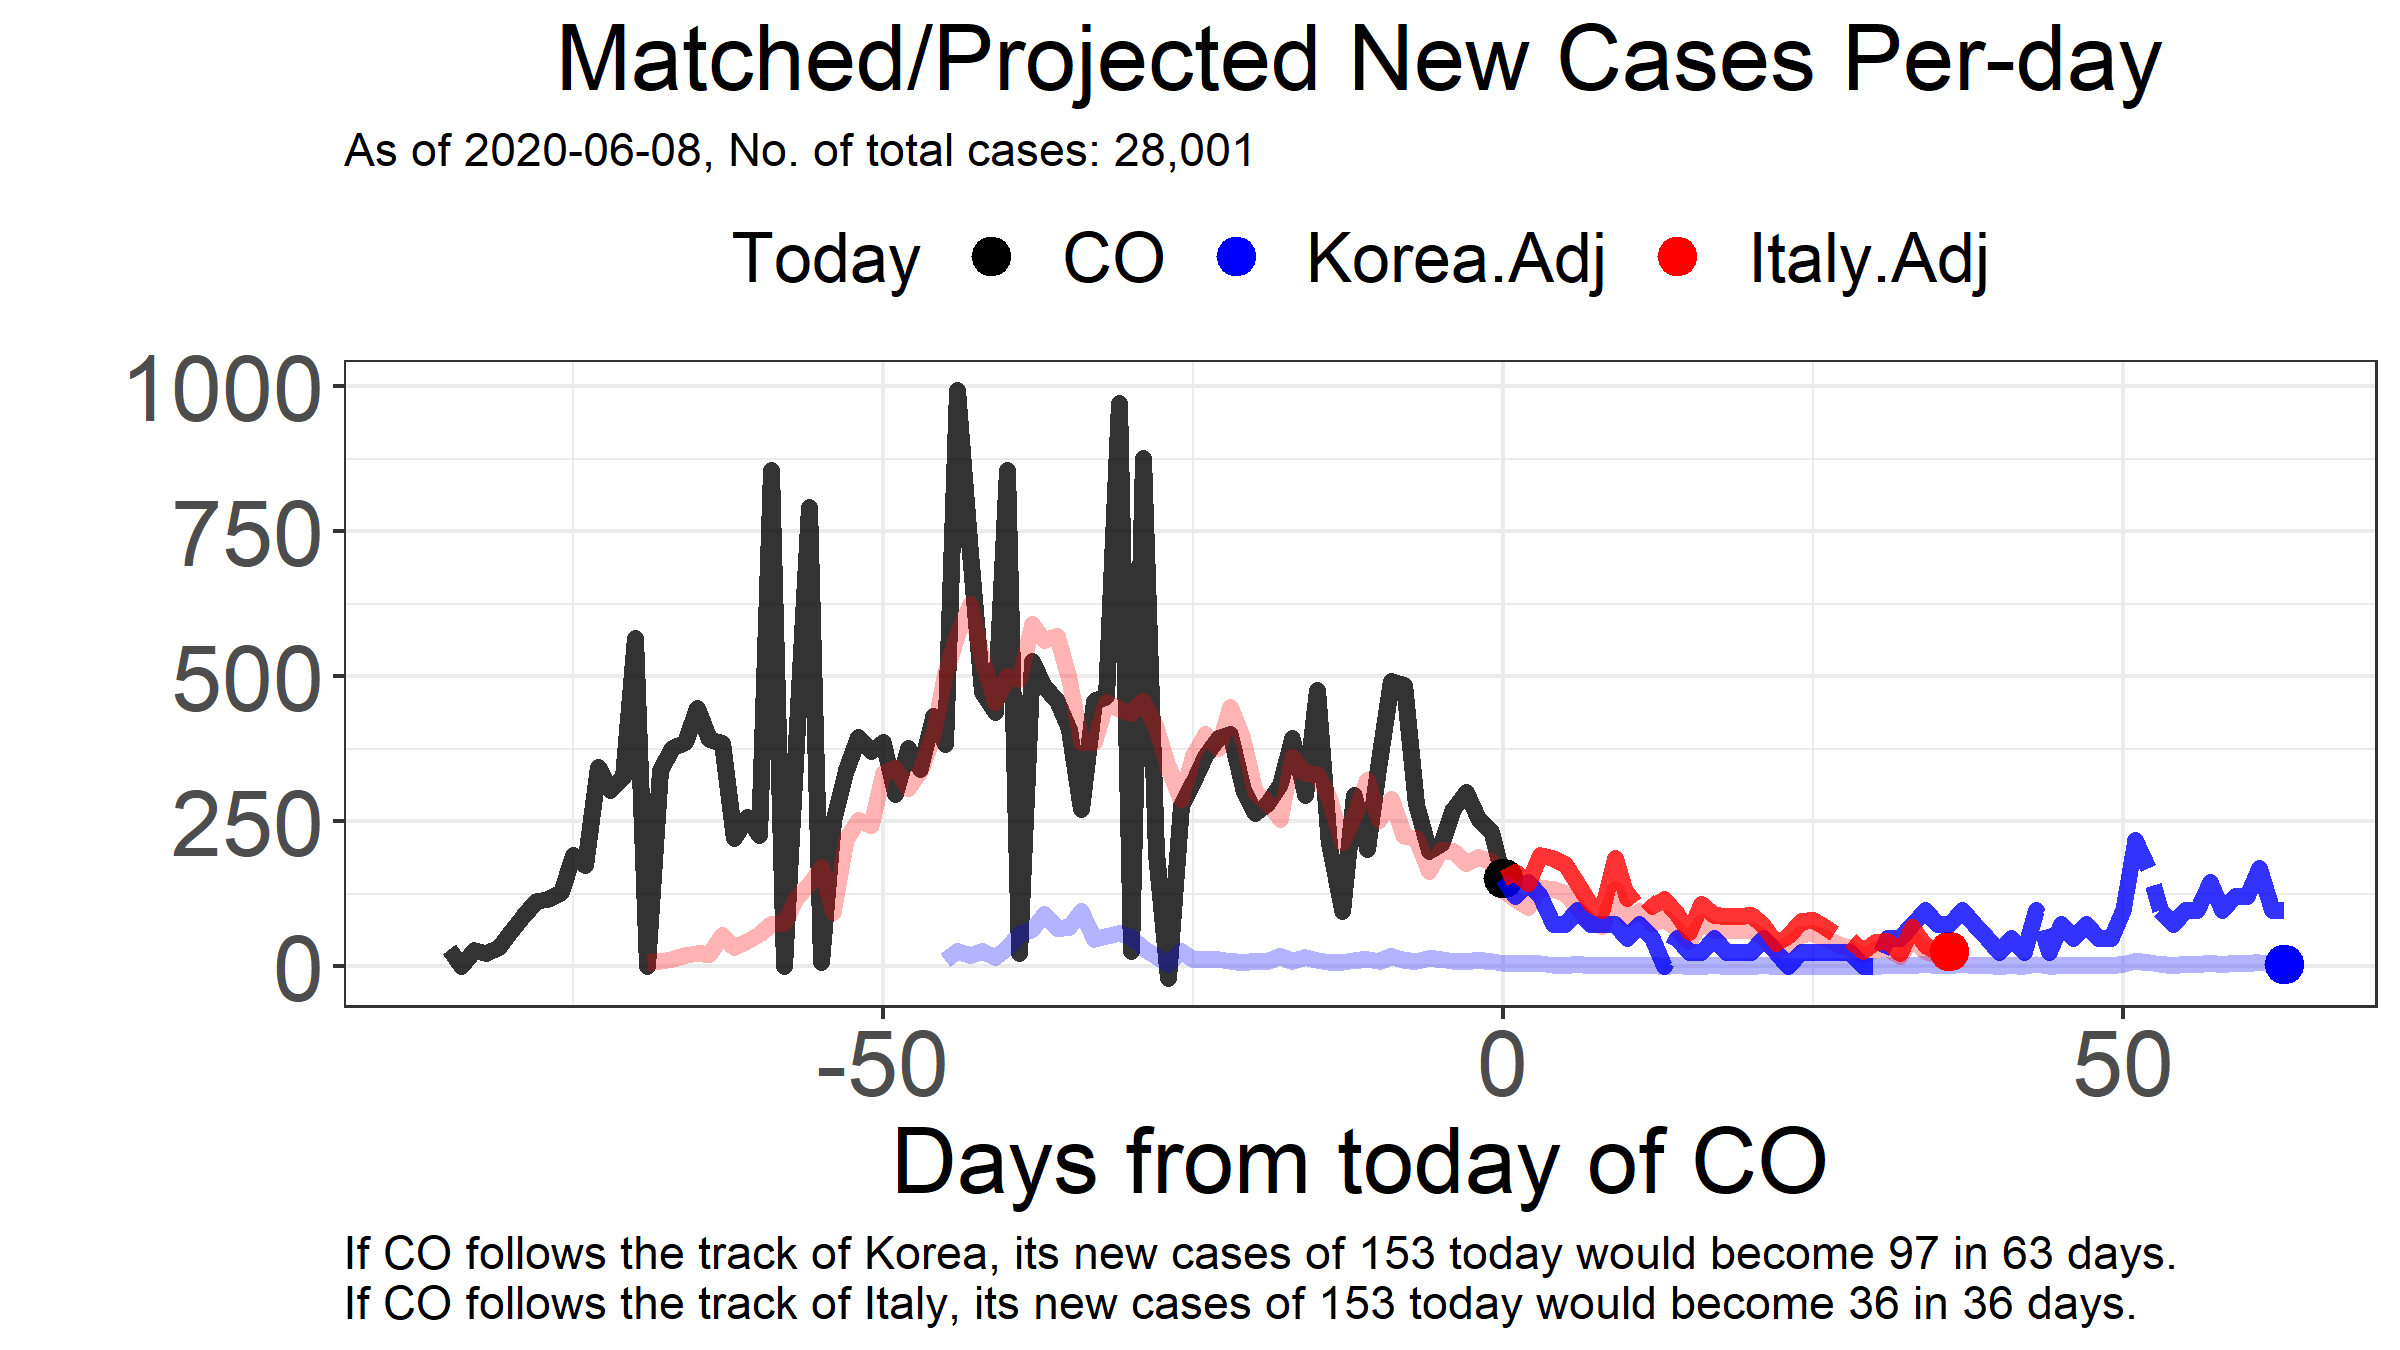 Matched/Projected New Cases Per-day
As of 2020-06-08, No. of total cases: 28,001
Today CO Korea.Adj Italy.Adj
1000
750
500
250
0
-50 0 50
Days from today of CO
If CO follows the track of Korea, its new cases of 153 today would become 97 in 63 days.
If CO follows the track of Italy, its new cases of 153 today would become 36 in 36 days.